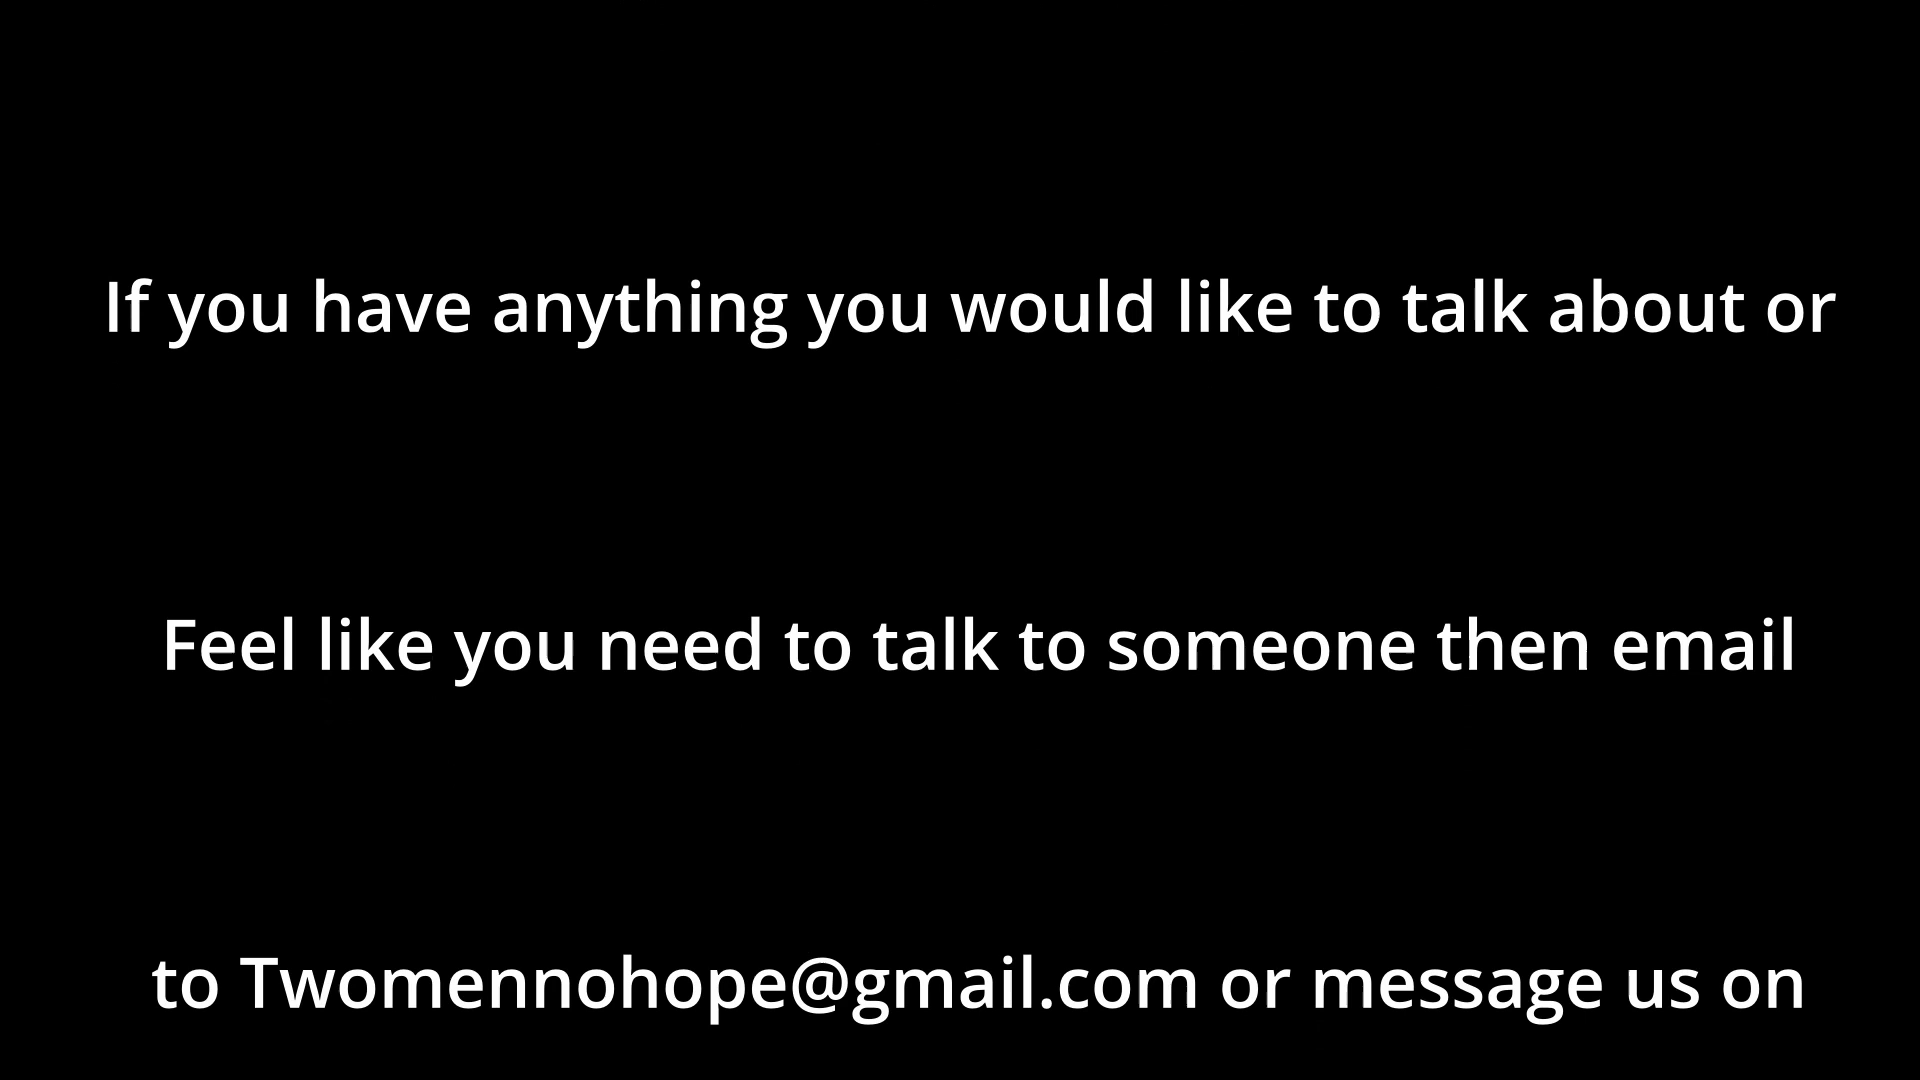 If you have anything you would like to talk about or
Feel like you need to talk to someone then email
to Twomennohope@gmail.com or message us on